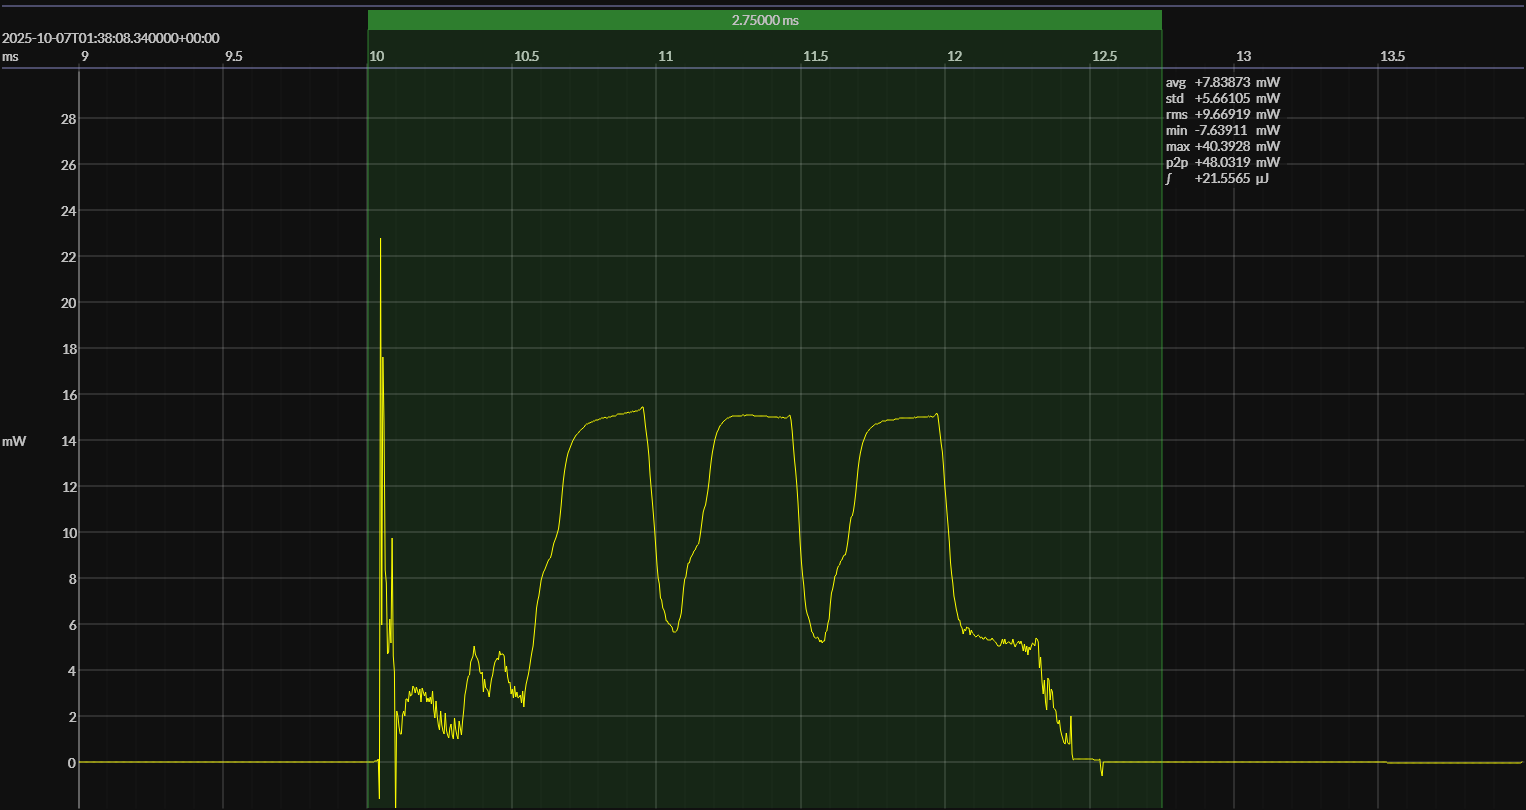 2.75000 ms
2025-10-07T01:38:08.340000+00:00
ms 9 9.5 10 10.5 11 11.5 12 12.5 13 13.5
avg +7.83873 mW
std +5.66105 mW
rms +9.66919 mW
min -7.63911 mW
max +40.3928 mW
p2p +48.0319 mW
∫ +21.5565 µJ
28
26
24
22
20
18
16
mW
14
12
10
8
6
4
2
0